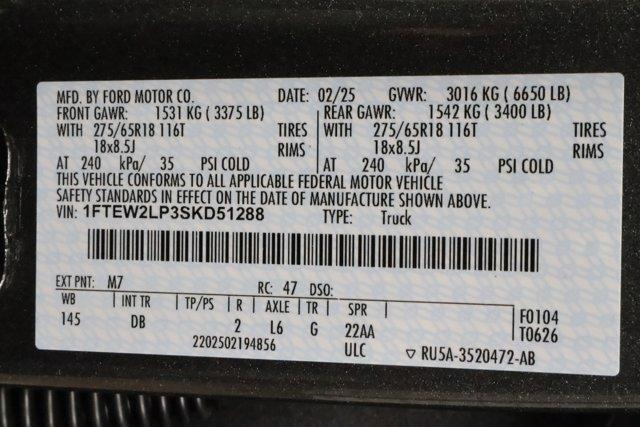 MFD. BY FORD MOTOR CO. DATE: 02/25 GVWR: 3016 KG ( 6650 LB)
FRONT GAWR: 1531 KG ( 3375 LB) REAR GAWR: 1542 KG ( 3400 LB)
WITH 275/65R18 116T TIRES WITH 275/65R18 116T TIRES
18x8.5J RIMS 18x8.5J RIMS
AT 240 kPa/ 35 PSI COLD AT 240 kPa/ 35 PSI COLD
THIS VEHICLE CONFORMS TO ALL APPLICABLE FEDERAL MOTOR VEHICLE
SAFETY STANDARDS IN EFFECT ON THE DATE OF MANUFACTURE SHOWN ABOVE.
VIN: 1FTEW2LP3SKD51288 TYPE: Truck
EXT PNT: M7 RC: 47 DSO:
WB INT TR TP/PS R AXLE TR SPR F0104
145 DB 2 L6 G 22AA T0626
2202502194856 ULC ▽ RU5A-3520472-AB